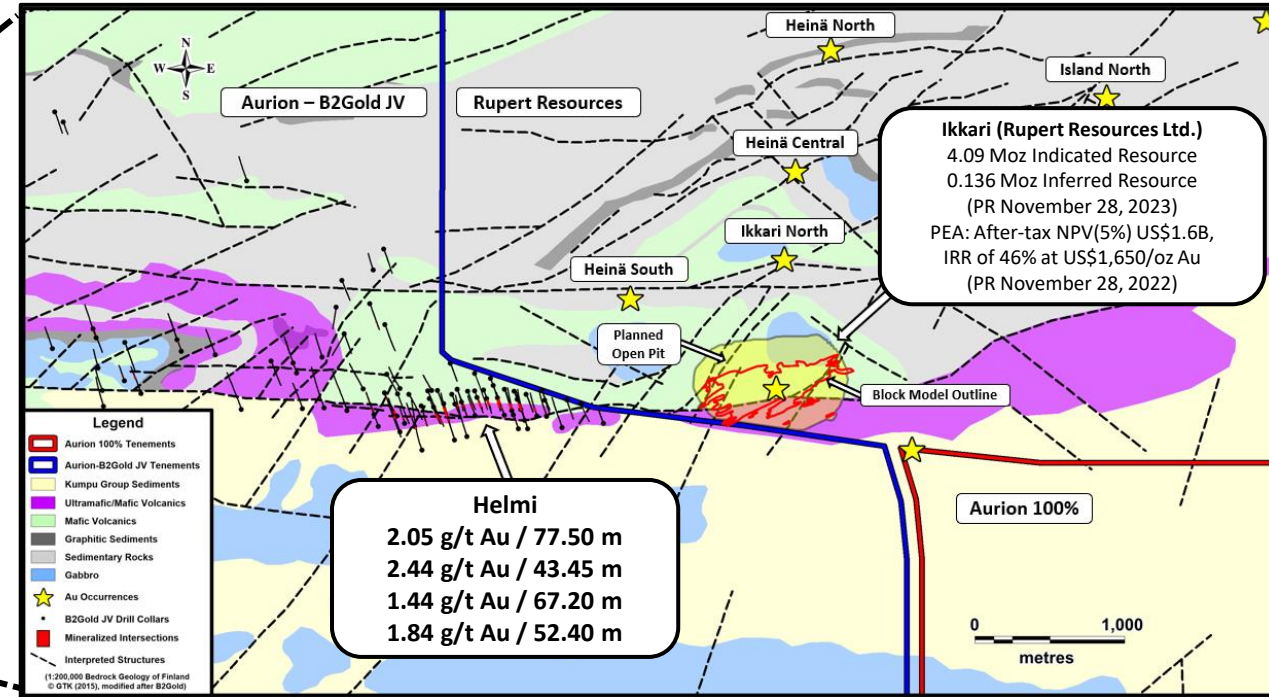 N
W E
S
Aurion – B2Gold JV
Rupert Resources
Heinä North
Island North
Heinä Central
Ikkari (Rupert Resources Ltd.)
4.09 Moz Indicated Resource
0.136 Moz Inferred Resource
(PR November 28, 2023)
PEA: After-tax NPV(5%) US$1.6B,
IRR of 46% at US$1,650/oz Au
(PR November 28, 2022)
Ikkari North
Heinä South
Planned
Open Pit
Block Model Outline
Legend
Aurion 100% Tenements
Aurion-B2Gold JV Tenements
Kumpu Group Sediments
Ultramafic/Mafic Volcanics
Mafic Volcanics
Graphitic Sediments
Sedimentary Rocks
Gabbro
Au Occurrences
B2Gold JV Drill Collars
Mineralized Intersections
Interpreted Structures
(1:200,000 Bedrock Geology of Finland
© GTK (2015), modified after B2Gold)
Helmi
2.05 g/t Au / 77.50 m
2.44 g/t Au / 43.45 m
1.44 g/t Au / 67.20 m
1.84 g/t Au / 52.40 m
Aurion 100%
0 1,000
metres